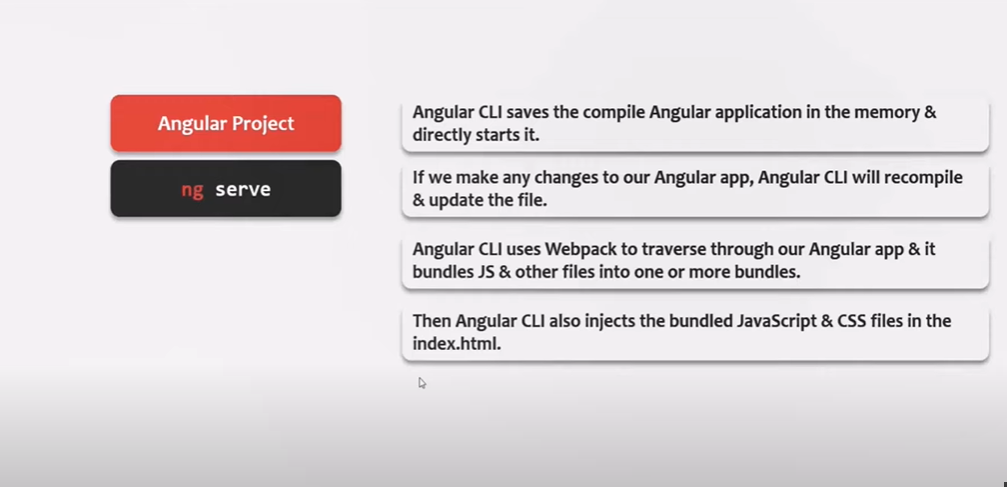 Angular Project
ng serve
Angular CLI saves the compile Angular application in the memory &
directly starts it.
If we make any changes to our Angular app, Angular CLI will recompile
& update the file.
Angular CLI uses Webpack to traverse through our Angular app & it
bundles JS & other files into one or more bundles.
Then Angular CLI also injects the bundled JavaScript & CSS files in the
index.html.